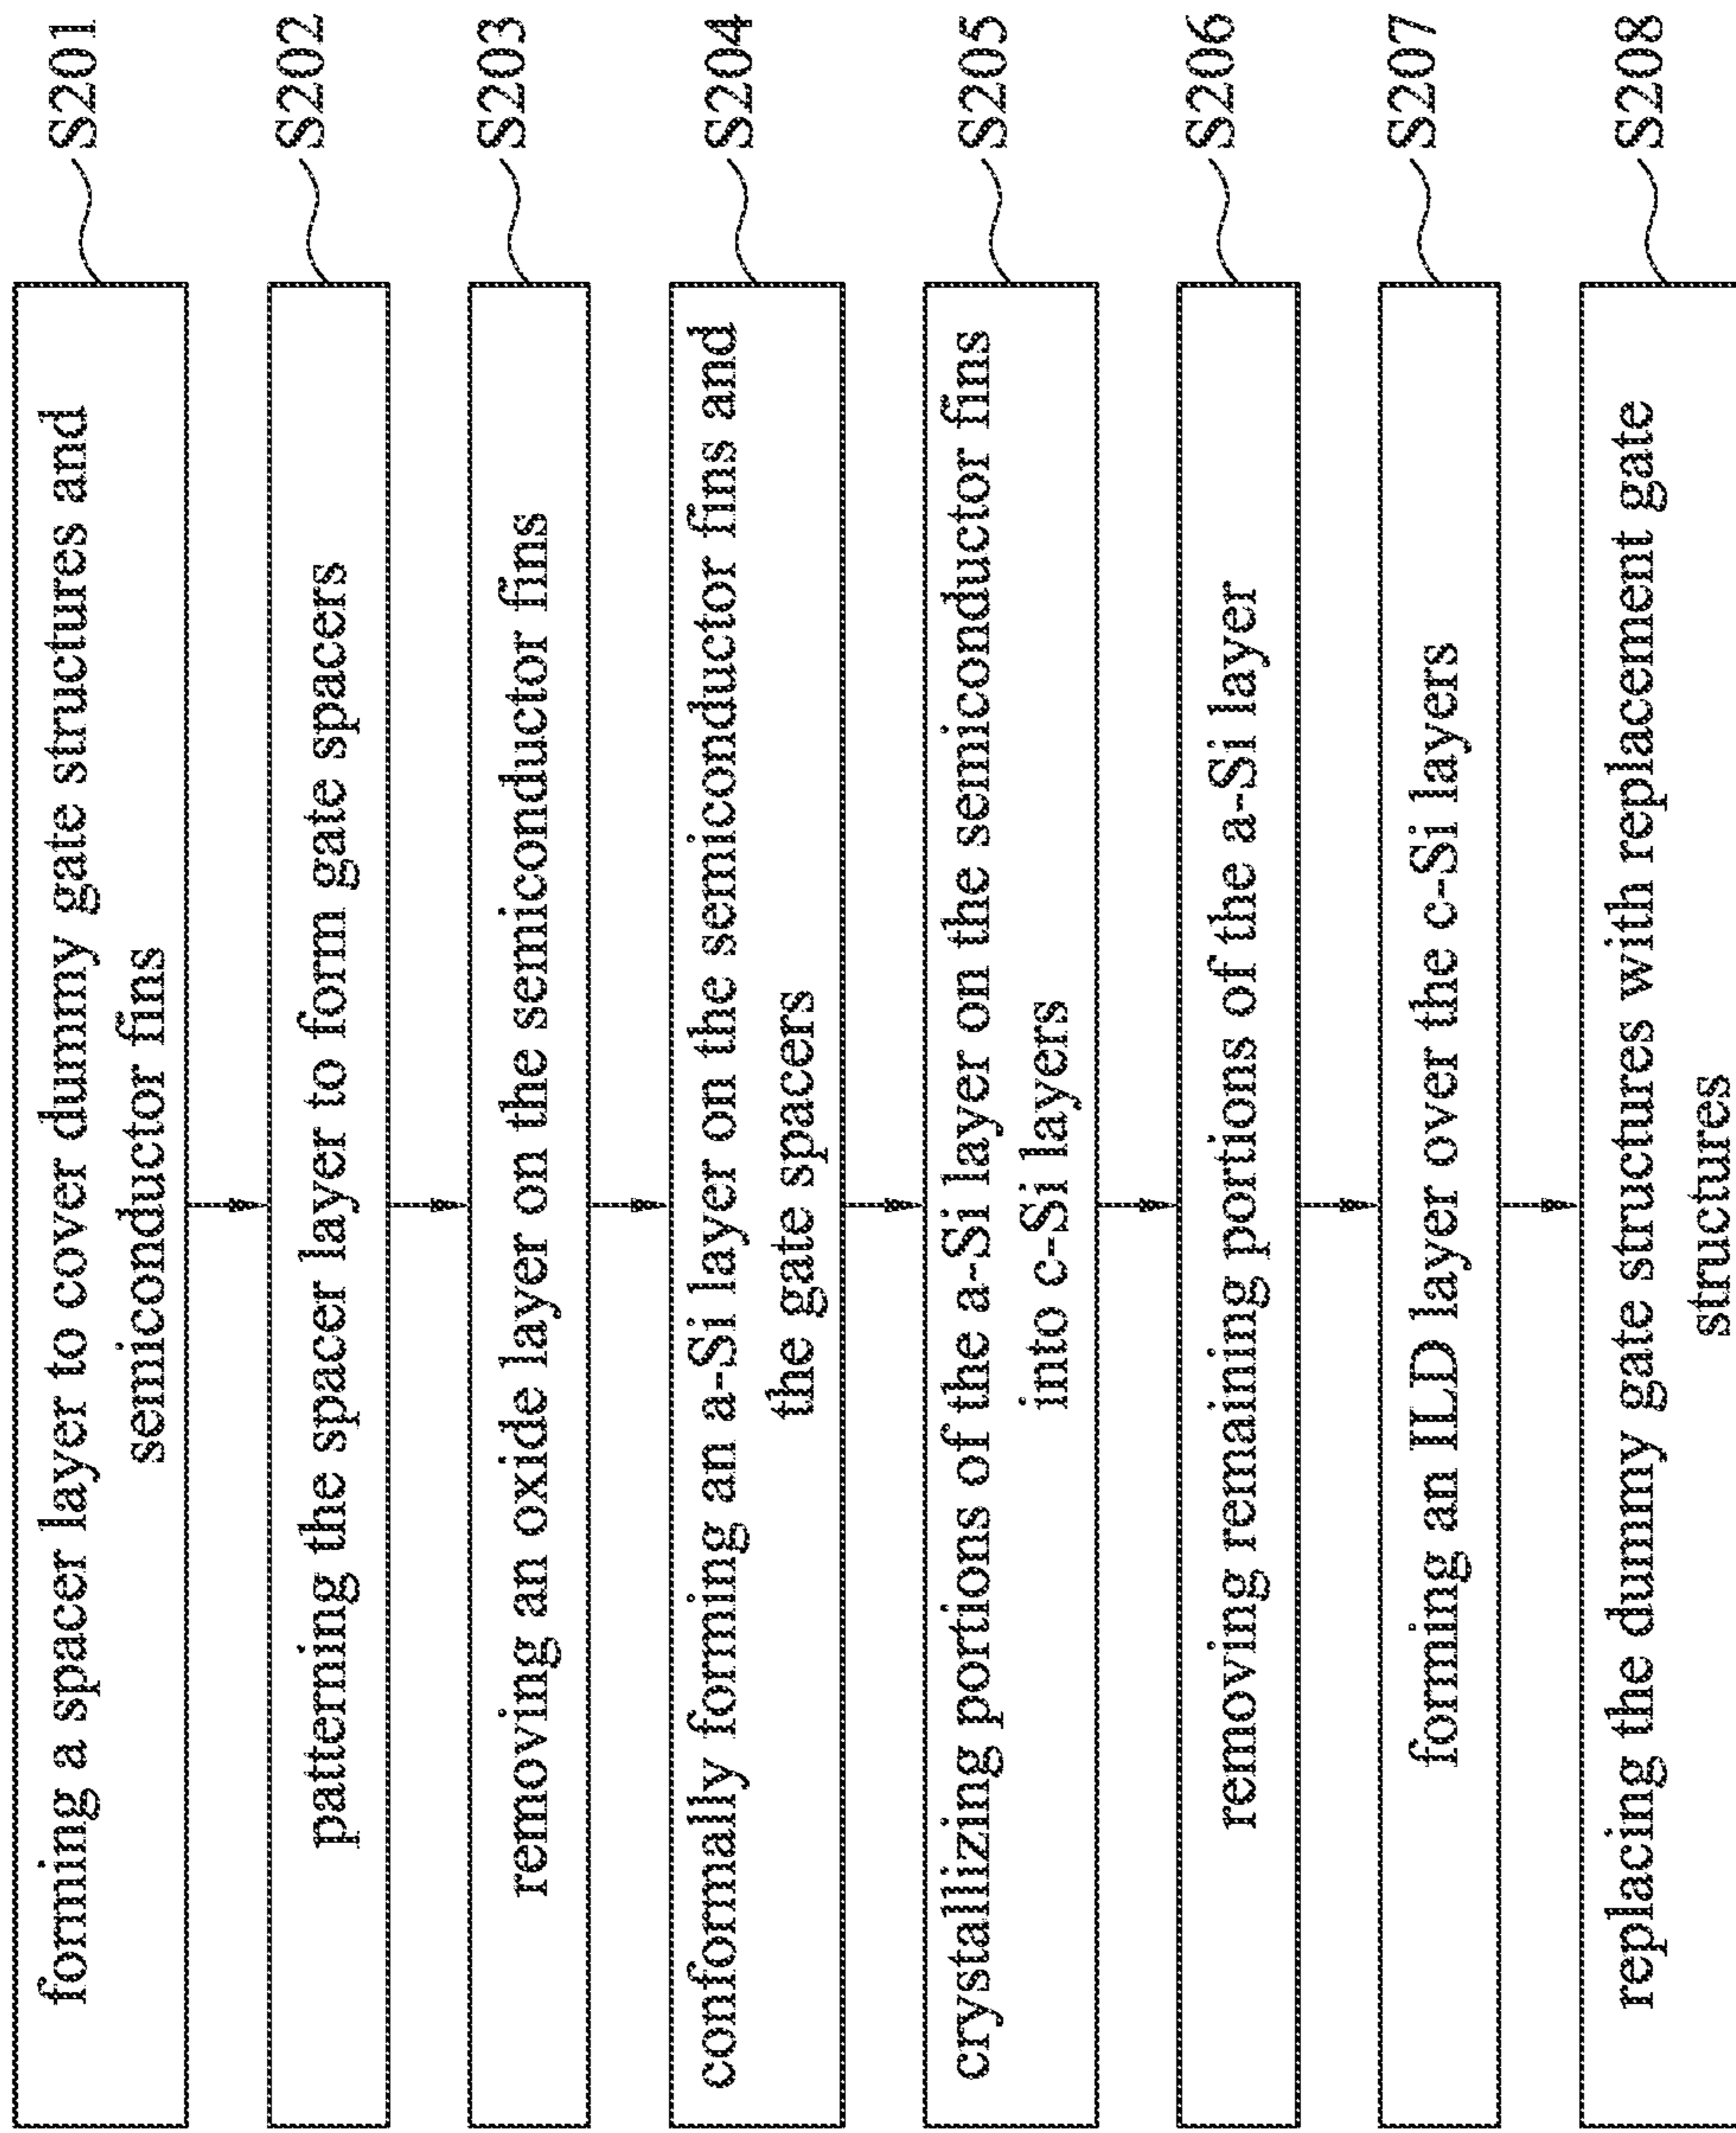 forming a spacer layer to cover dummy gate structures and
semiconductor fins
S201
patterning the spacer layer to form gate spacers
S202
removing an oxide layer on the semiconductor fins
S203
conformally forming an a-Si layer on the semiconductor fins and
the gate spacers
S204
crystallizing portions of the a-Si layer on the semiconductor fins
into c-Si layers
S205
removing remaining portions of the a-Si layer
S206
forming an ILD layer over the c-Si layers
S207
replacing the dummy gate structures with replacement gate
structures
S208